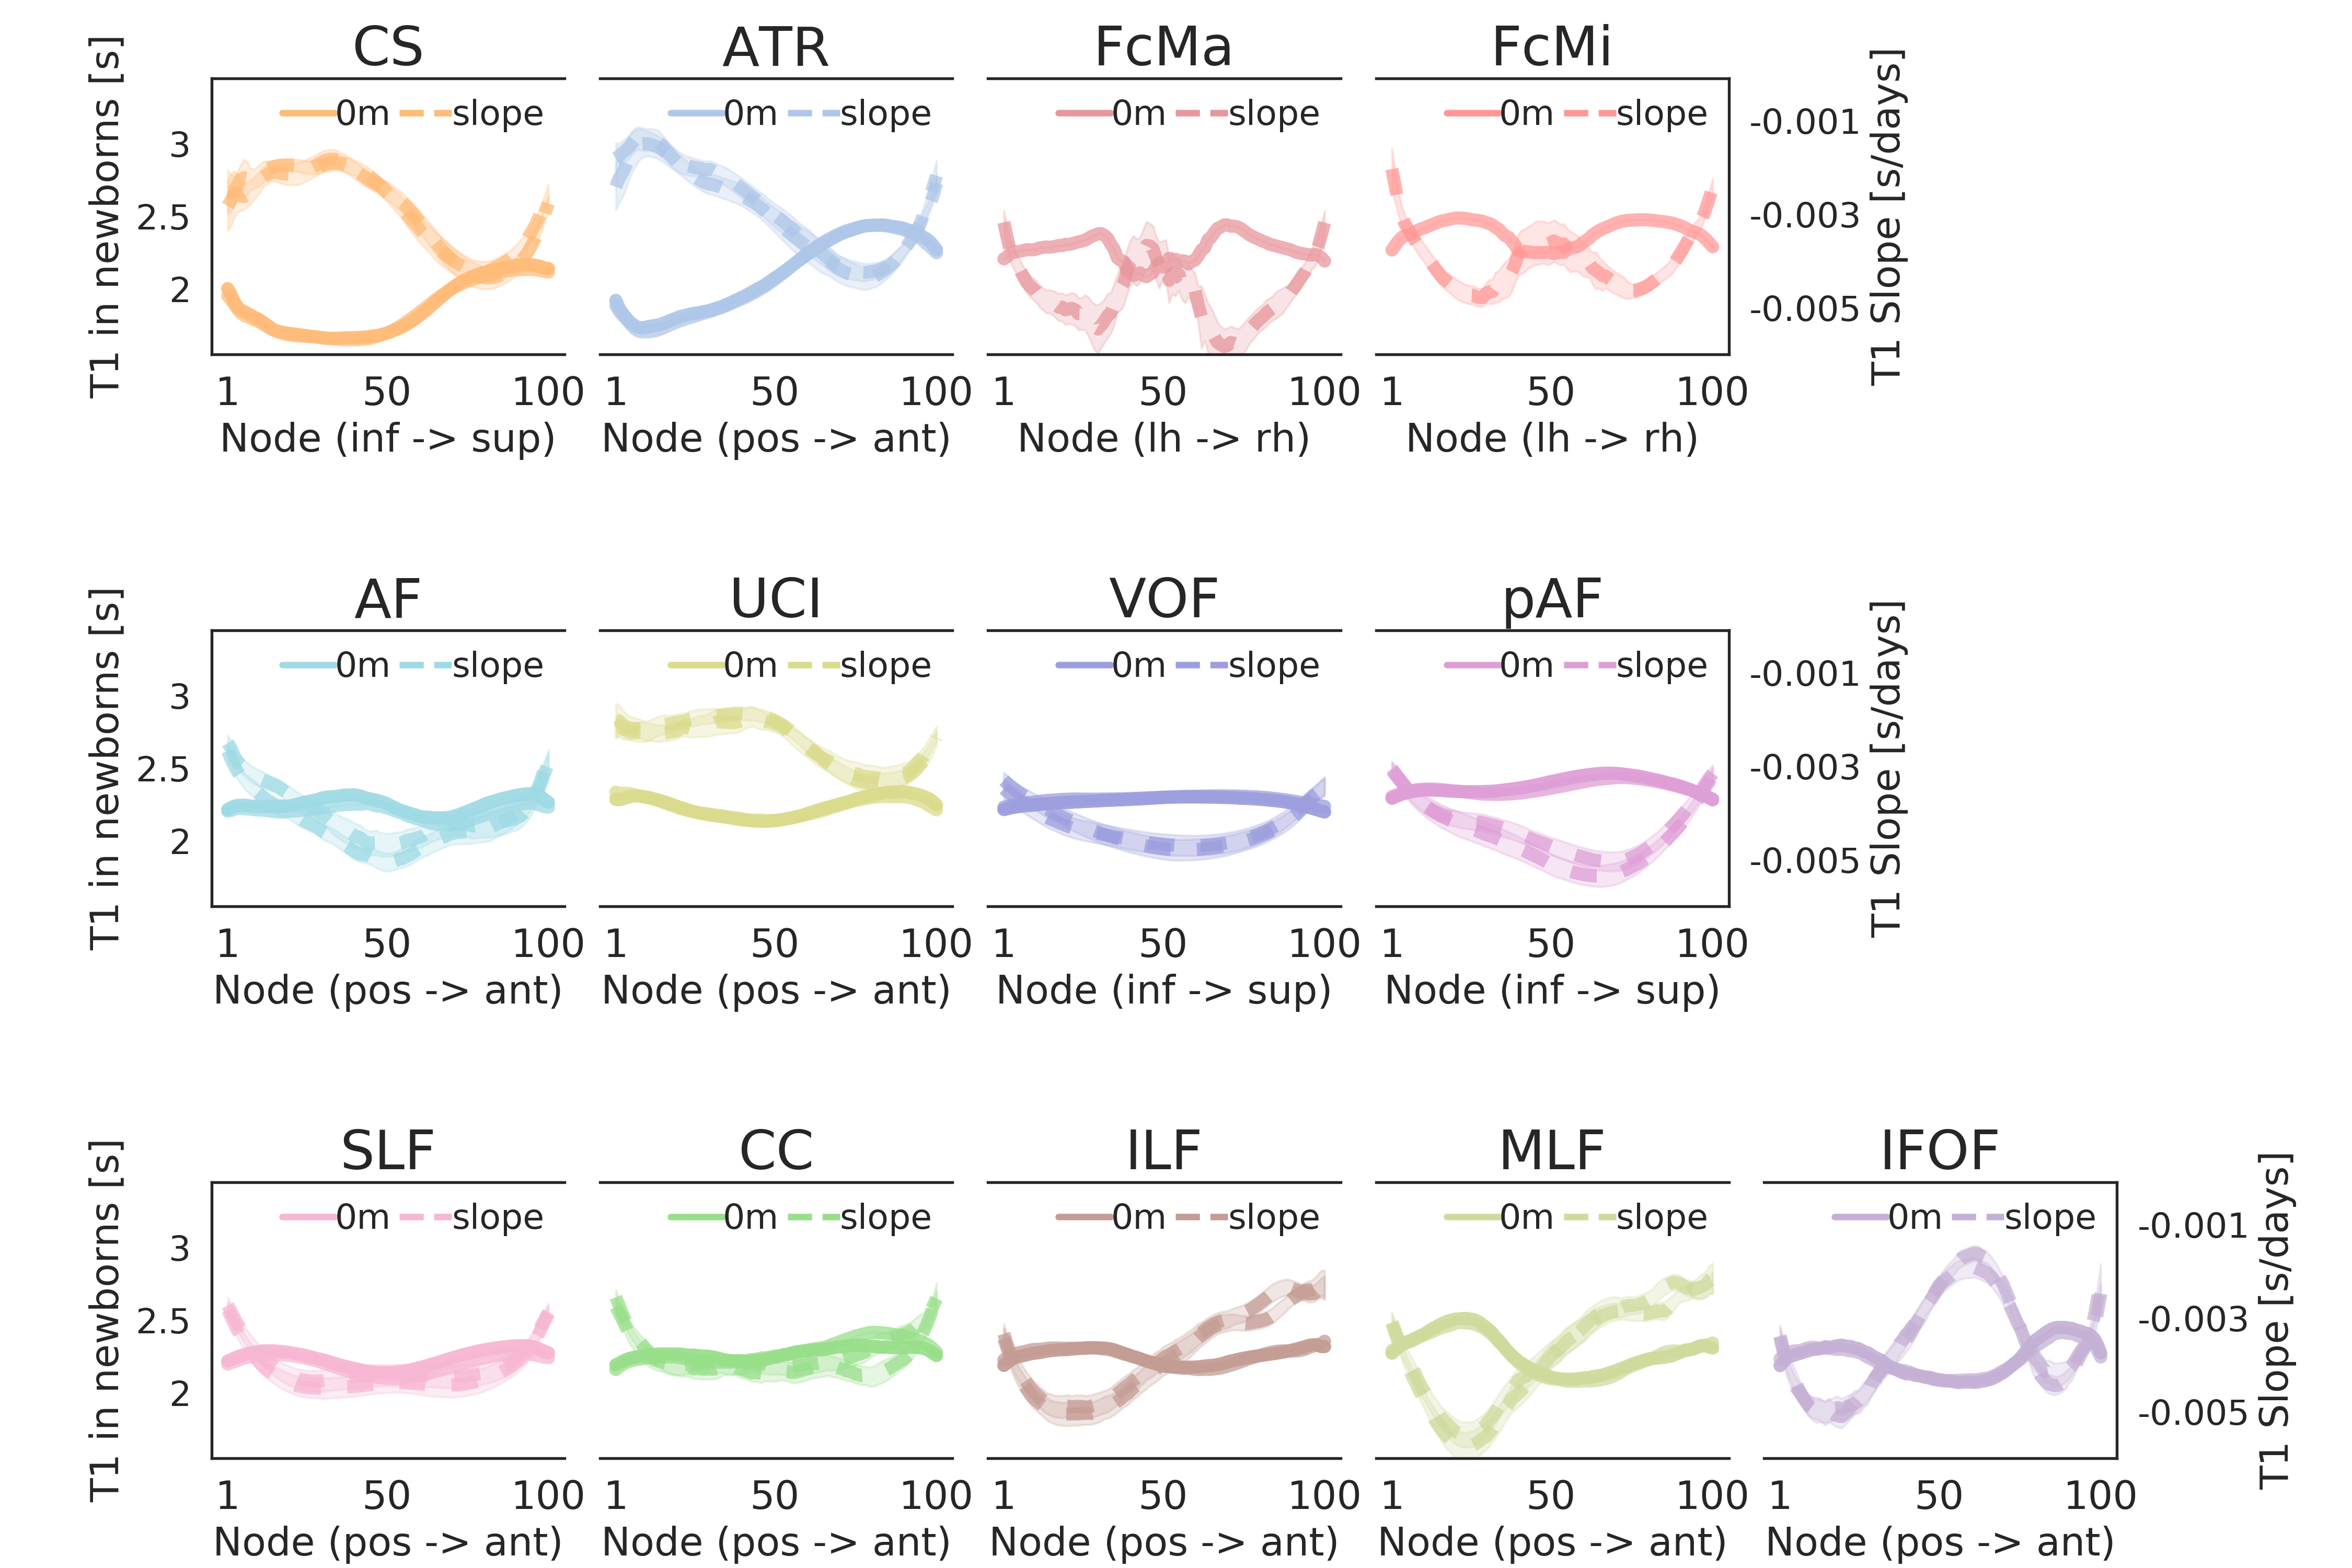 CS ATR FcMa FcMi
T1 in newborns [s]
0m slope 0m slope 0m slope 0m slope
3
2.5
2
-0.001
-0.003
-0.005
T1 Slope [s/days]
1 50 100 1 50 100 1 50 100 1 50 100
Node (inf -> sup) Node (pos -> ant) Node (lh -> rh) Node (lh -> rh)
AF UCI VOF pAF
T1 in newborns [s]
0m slope 0m slope 0m slope 0m slope
3
2.5
2
-0.001
-0.003
-0.005
T1 Slope [s/days]
1 50 100 1 50 100 1 50 100 1 50 100
Node (pos -> ant) Node (pos -> ant) Node (inf -> sup) Node (inf -> sup)
SLF CC ILF MLF IFOF
T1 in newborns [s]
0m slope 0m slope 0m slope 0m slope 0m slope
3
2.5
2
-0.001
-0.003
-0.005
T1 Slope [s/days]
1 50 100 1 50 100 1 50 100 1 50 100 1 50 100
Node (pos -> ant) Node (pos -> ant) Node (pos -> ant) Node (pos -> ant) Node (pos -> ant)